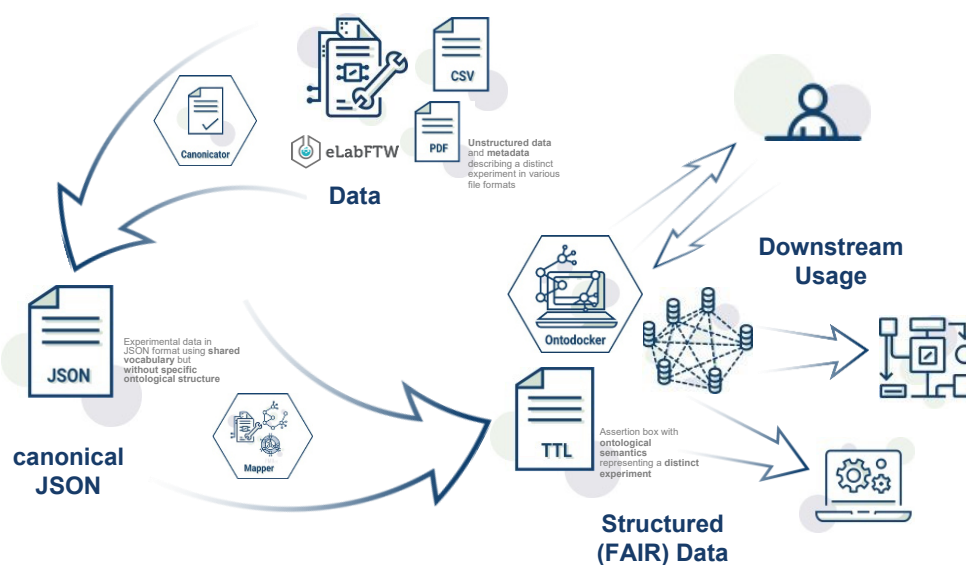 CSV
Canonicator
eLabFTW
PDF
Unstructured data
and metadata
describing a distinct
experiment in various
file formats
Data
Downstream
Usage
Ontodocker
JSON
Experimental data in
JSON format using shared
vocabulary but
without specific
ontological structure
Mapper
TTL
Assertion box with
ontological
semantics
representing a distinct
experiment
canonical
JSON
Structured
(FAIR) Data